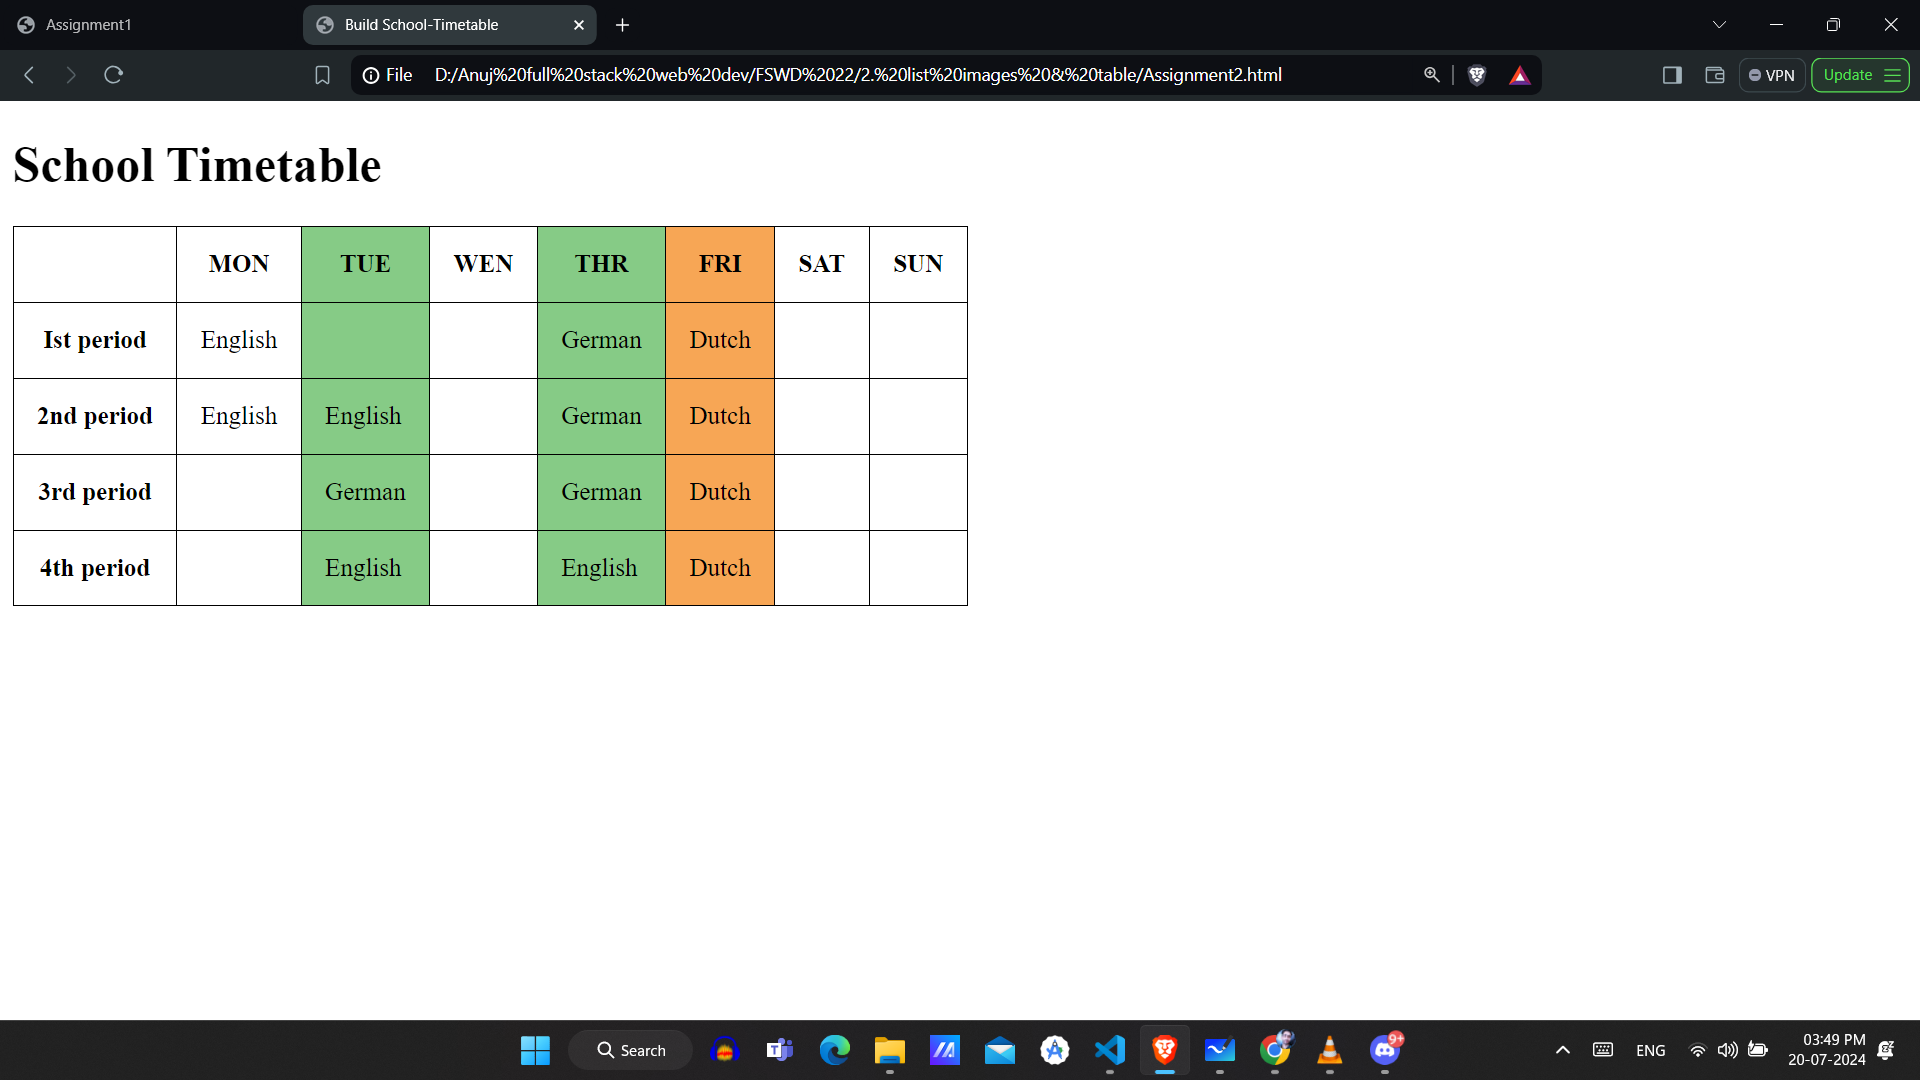 Assignment1
Build School-Timetable
File D:/Anuj%20full%20stack%20web%20dev/FSWD%2022/2.%20list%20images%20&%20table/Assignment2.html
VPN
Update
School Timetable
MON TUE WEN THR FRI SAT SUN
Ist period English German Dutch
2nd period English English German Dutch
3rd period German German Dutch
4th period English English Dutch
Search
9+
ENG
03:49 PM
20-07-2024